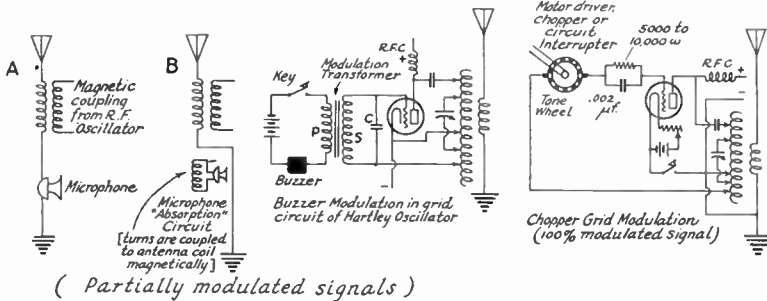 A
Magnetic
coupling
from R.F.
Oscillator
Microphone
B
Microphone
"Absorption"
Circuit
[turns are coupled
to antenna coil
magnetically]
( Partially modulated signals )
Key
Buzzer
P
S
C
Modulation
Transformer
R.F.C
+
−
Buzzer Modulation in grid
circuit of Hartley Oscillator
Motor driven
chopper or
circuit
Interrupter
Tone
Wheel
5000 to
10,000 ω
.002
μf.
R.F.C
+
−
Chopper Grid Modulation
(100% modulated signal)